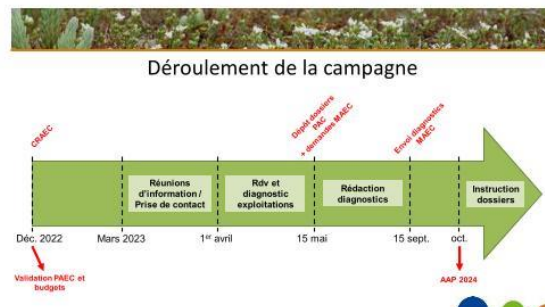 Déroulement de la campagne
CRAEC
Dépôt dossiers
PAC
+ demandes MAEC
Envoi diagnostics
MAEC
Réunions
d'information /
Prise de contact
Rdv et
diagnostic
exploitations
Rédaction
diagnostics
Instruction
dossiers
Déc. 2022
Mars 2023
1er avril
15 mai
15 sept.
oct.
Validation PAEC et
budgets
AAP 2024